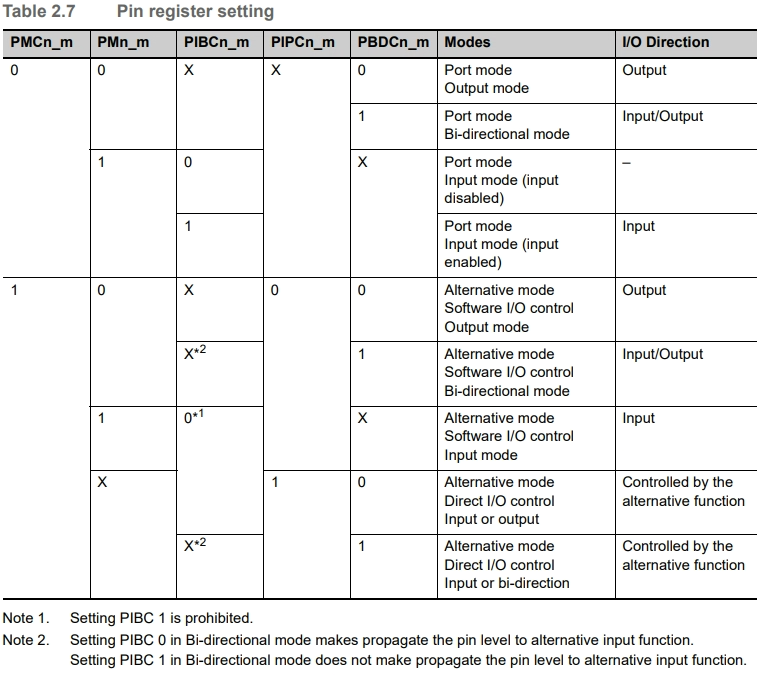 Table 2.7 Pin register setting
PMCn_m PMn_m PIBCn_m PIPCn_m PBDCn_m Modes I/O Direction
0 0 X X 0 Port mode Output
Output mode
1 Port mode Input/Output
Bi-directional mode
1 0 X Port mode –
Input mode (input
disabled)
1 Port mode Input
Input mode (input
enabled)
1 0 X 0 0 Alternative mode Output
Software I/O control
Output mode
X*2 1 Alternative mode Input/Output
Software I/O control
Bi-directional mode
1 0*1 X Alternative mode Input
Software I/O control
Input mode
X 1 0 Alternative mode Controlled by the
Direct I/O control alternative function
Input or output
X*2 1 Alternative mode Controlled by the
Direct I/O control alternative function
Input or bi-direction
Note 1. Setting PIBC 1 is prohibited.
Note 2. Setting PIBC 0 in Bi-directional mode makes propagate the pin level to alternative input function.
Setting PIBC 1 in Bi-directional mode does not make propagate the pin level to alternative input function.